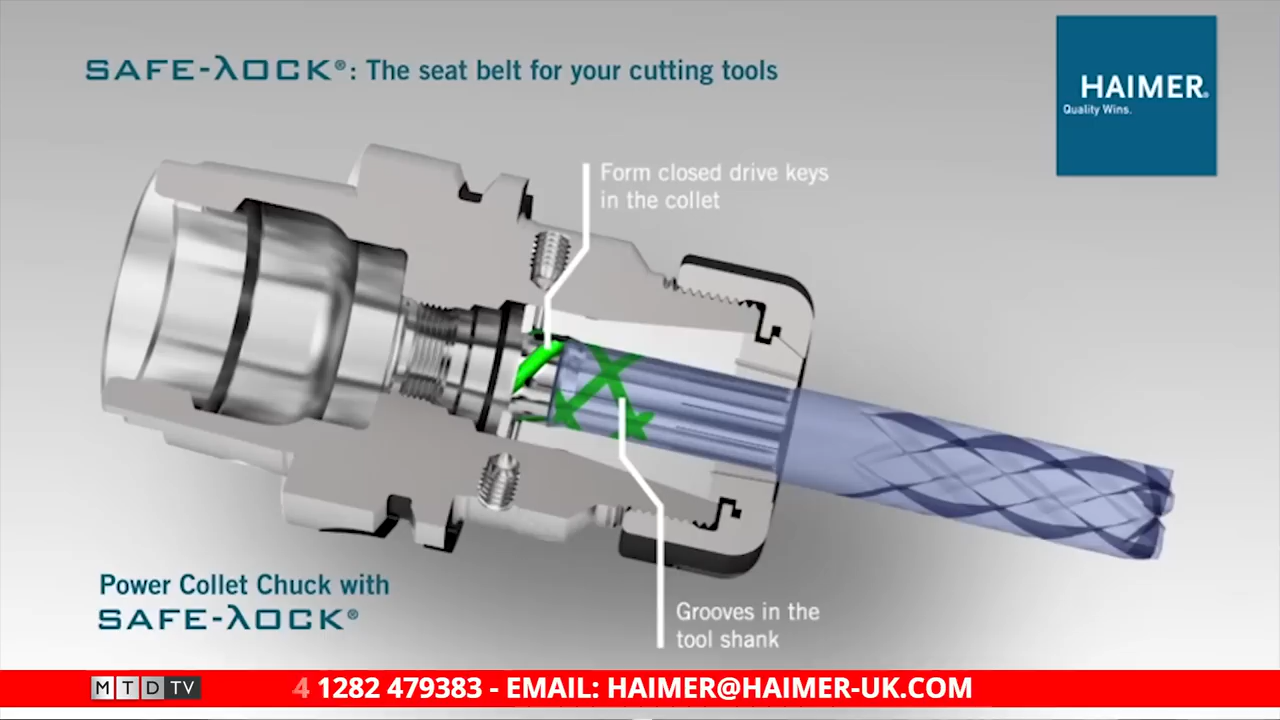 SAFE-λOCK®: The seat belt for your cutting tools
HAIMER®
Quality Wins.
Form closed drive keys
in the collet
Power Collet Chuck with
SAFE-λOCK®
Grooves in the
tool shank
MTD TV
4 1282 479383 - EMAIL: HAIMER@HAIMER-UK.COM